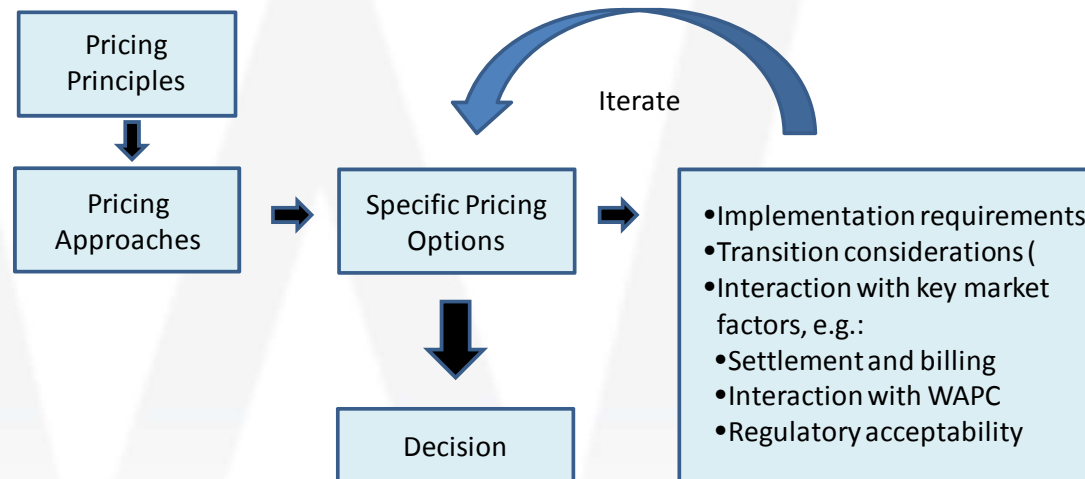 Pricing
Principles
Iterate
Pricing
Approaches
Specific Pricing
Options
•Implementation requirements
•Transition considerations (
•Interaction with key market
factors, e.g.:
•Settlement and billing
•Interaction with WAPC
•Regulatory acceptability
Decision